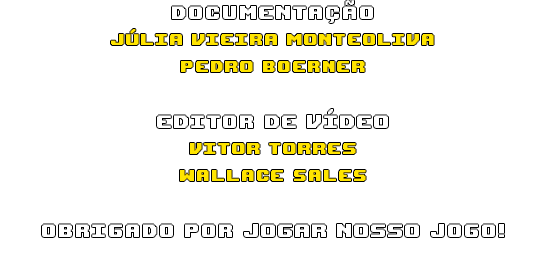 DOCUMENTAÇÃO
JÚLIA VIEIRA MONTEOLIVA
PEDRO BOERNER
EDITOR DE VÍDEO
VITOR TORRES
WALLACE SALES
OBRIGADO POR JOGAR NOSSO JOGO!